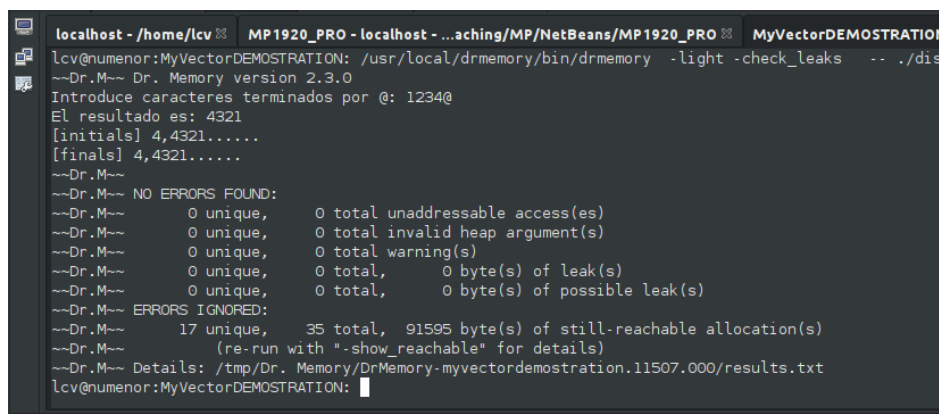 localhost - /home/lcv MP1920_PRO - localhost - ...aching/MP/NetBeans/MP1920_PRO MyVectorDEMOSTRATION
lcv@numenor:MyVectorDEMOSTRATION: /usr/local/drmemory/bin/drmemory -light -check_leaks -- ./dis
~~Dr.M~~ Dr. Memory version 2.3.0
Introduce caracteres terminados por @: 1234@
El resultado es: 4321
[initials] 4,4321......
[finals] 4,4321......
~~Dr.M~~
~~Dr.M~~ NO ERRORS FOUND:
~~Dr.M~~ 0 unique, 0 total unaddressable access(es)
~~Dr.M~~ 0 unique, 0 total invalid heap argument(s)
~~Dr.M~~ 0 unique, 0 total warning(s)
~~Dr.M~~ 0 unique, 0 total, 0 byte(s) of leak(s)
~~Dr.M~~ 0 unique, 0 total, 0 byte(s) of possible leak(s)
~~Dr.M~~ ERRORS IGNORED:
~~Dr.M~~ 17 unique, 35 total, 91595 byte(s) of still-reachable allocation(s)
~~Dr.M~~ (re-run with "-show_reachable" for details)
~~Dr.M~~ Details: /tmp/Dr. Memory/DrMemory-myvectordemostration.11507.000/results.txt
lcv@numenor:MyVectorDEMOSTRATION: